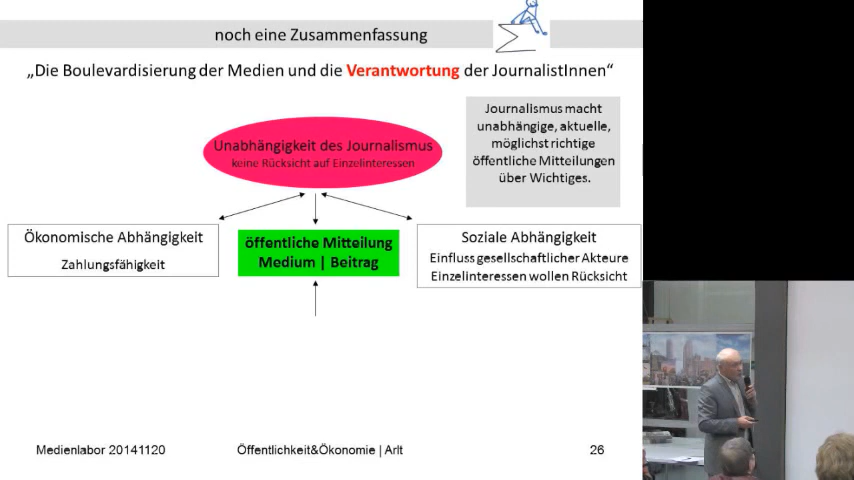 noch eine Zusammenfassung
„Die Boulevardisierung der Medien und die Verantwortung der JournalistInnen“
Journalismus macht
unabhängige, aktuelle,
möglichst richtige
öffentliche Mitteilungen
über Wichtiges.
Unabhängigkeit des Journalismus
keine Rücksicht auf Einzelinteressen
Ökonomische Abhängigkeit
Zahlungsfähigkeit
öffentliche Mitteilung
Medium | Beitrag
Soziale Abhängigkeit
Einfluss gesellschaftlicher Akteure
Einzelinteressen wollen Rücksicht
Medienlabor 20141120
Öffentlichkeit&Ökonomie | Arlt
26